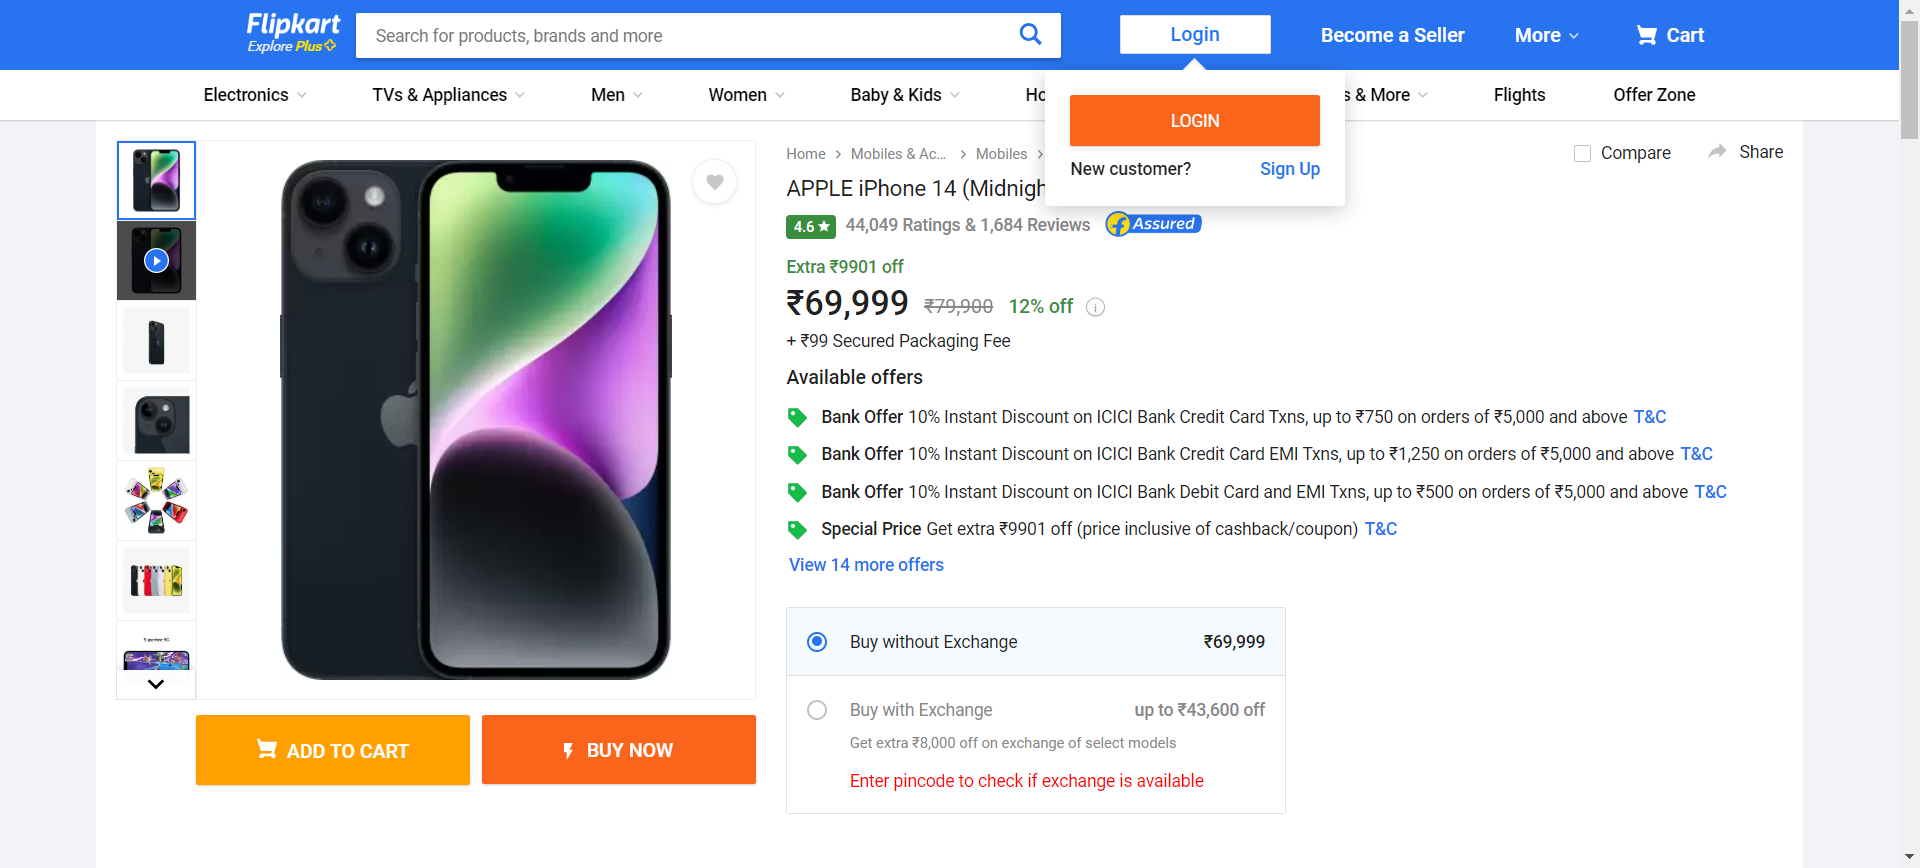 Flipkart
Explore Plus
Search for products, brands and more
Login
Become a Seller
More
Cart
Electronics
TVs & Appliances
Men
Women
Baby & Kids
Ho
s & More
Flights
Offer Zone
LOGIN
New customer? Sign Up
Home > Mobiles & Ac... > Mobiles >
Compare
Share
APPLE iPhone 14 (Midnigh
4.6★ 44,049 Ratings & 1,684 Reviews Assured
Extra ₹9901 off
₹69,999 ₹79,900 12% off
+ ₹99 Secured Packaging Fee
Available offers
Bank Offer 10% Instant Discount on ICICI Bank Credit Card Txns, up to ₹750 on orders of ₹5,000 and above T&C
Bank Offer 10% Instant Discount on ICICI Bank Credit Card EMI Txns, up to ₹1,250 on orders of ₹5,000 and above T&C
Bank Offer 10% Instant Discount on ICICI Bank Debit Card and EMI Txns, up to ₹500 on orders of ₹5,000 and above T&C
Special Price Get extra ₹9901 off (price inclusive of cashback/coupon) T&C
View 14 more offers
Buy without Exchange ₹69,999
Buy with Exchange up to ₹43,600 off
Get extra ₹8,000 off on exchange of select models
Enter pincode to check if exchange is available
Superfast 5G
ADD TO CART
BUY NOW